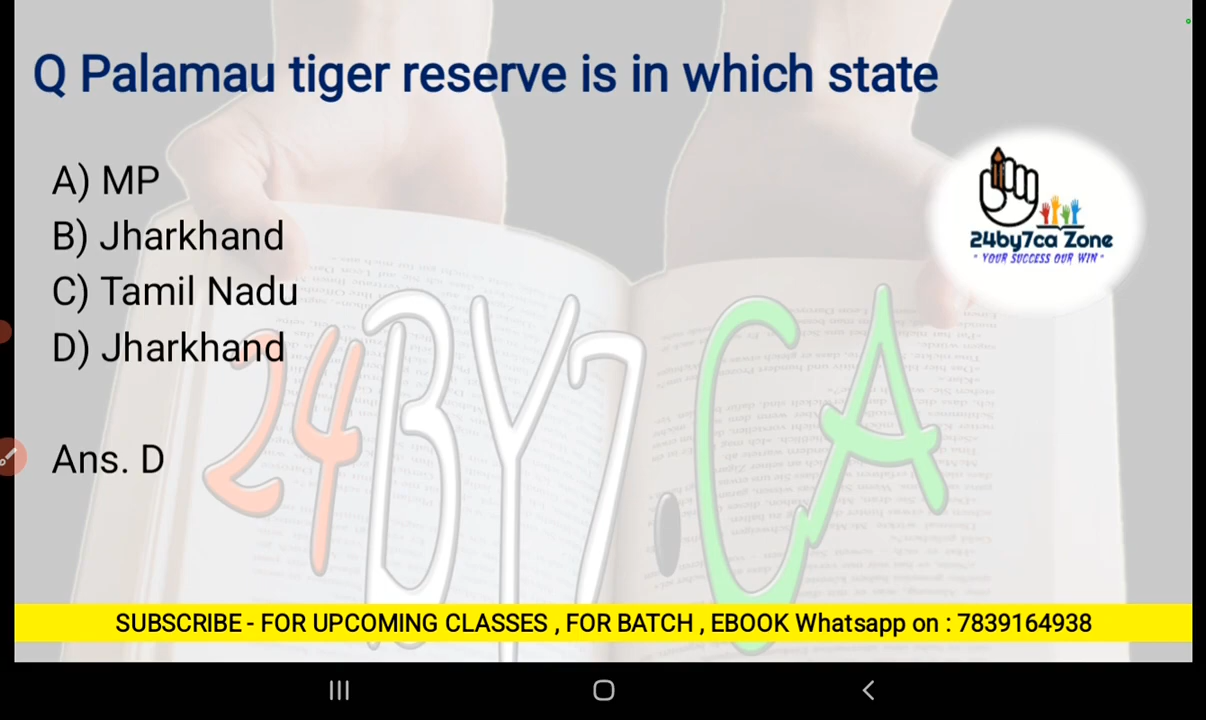 Q Palamau tiger reserve is in which state
A) MP
B) Jharkhand
C) Tamil Nadu
D) Jharkhand
Ans. D
24by7ca Zone
" YOUR SUCCESS OUR WIN "
24BY7.CA
SUBSCRIBE - FOR UPCOMING CLASSES , FOR BATCH , EBOOK Whatsapp on : 7839164938